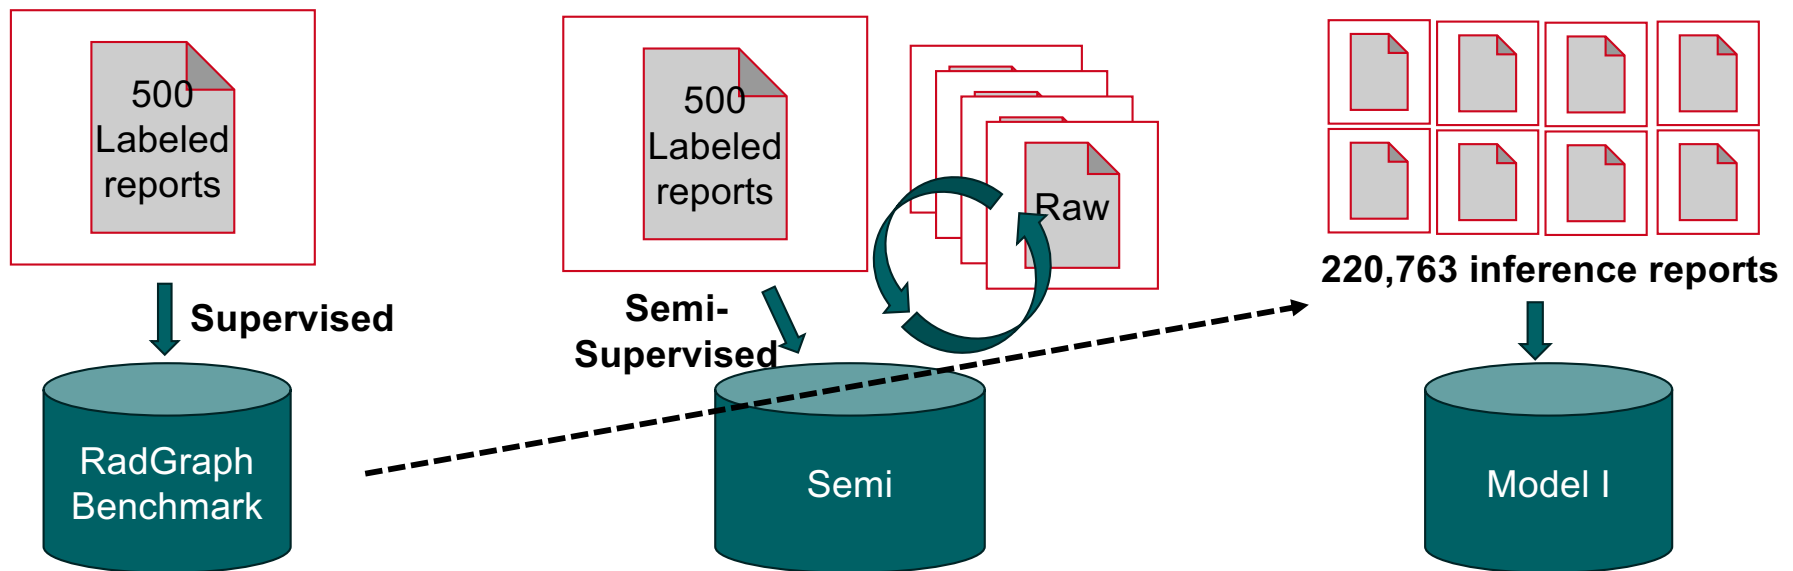 500
Labeled
reports
Supervised
RadGraph
Benchmark
500
Labeled
reports
Raw
Semi-
Supervised
Semi
220,763 inference reports
Model I